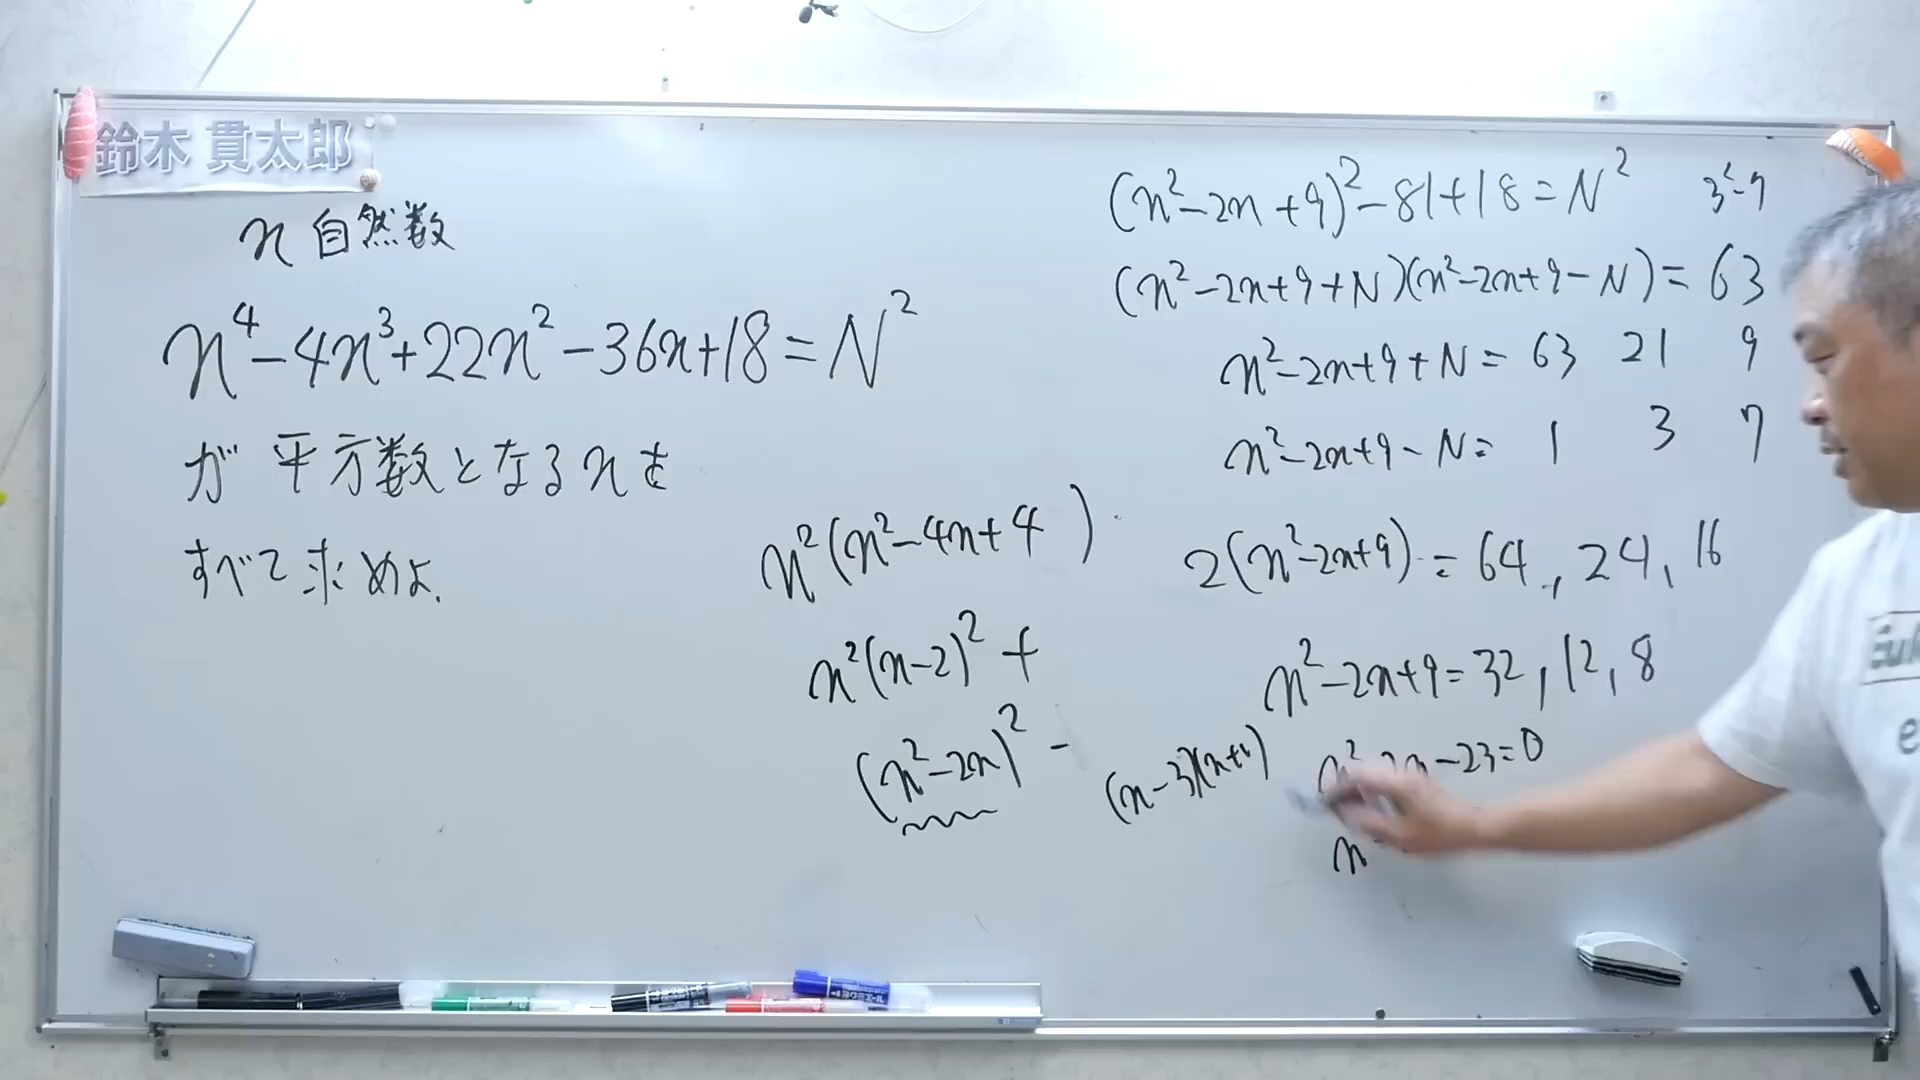 鈴木 貫太郎
n 自然数
n⁴-4n³+22n²-36n+18=N²
が 平方数となるnを
すべて求めよ.
n²(n²-4n+4 )
n²(n-2)²+
(n²-2n)²-
(n²-2n+9)²-81+18=N²
(n²-2n+9+N)(n²-2n+9-N)=63
n²-2n+9+N=63 21 9
n²-2n+9-N= 1 3 7
2(n²-2n+9)=64, 24, 16
n²-2n+9=32, 12, 8
(n-3)(n+1)
n²-2n-23=0
n